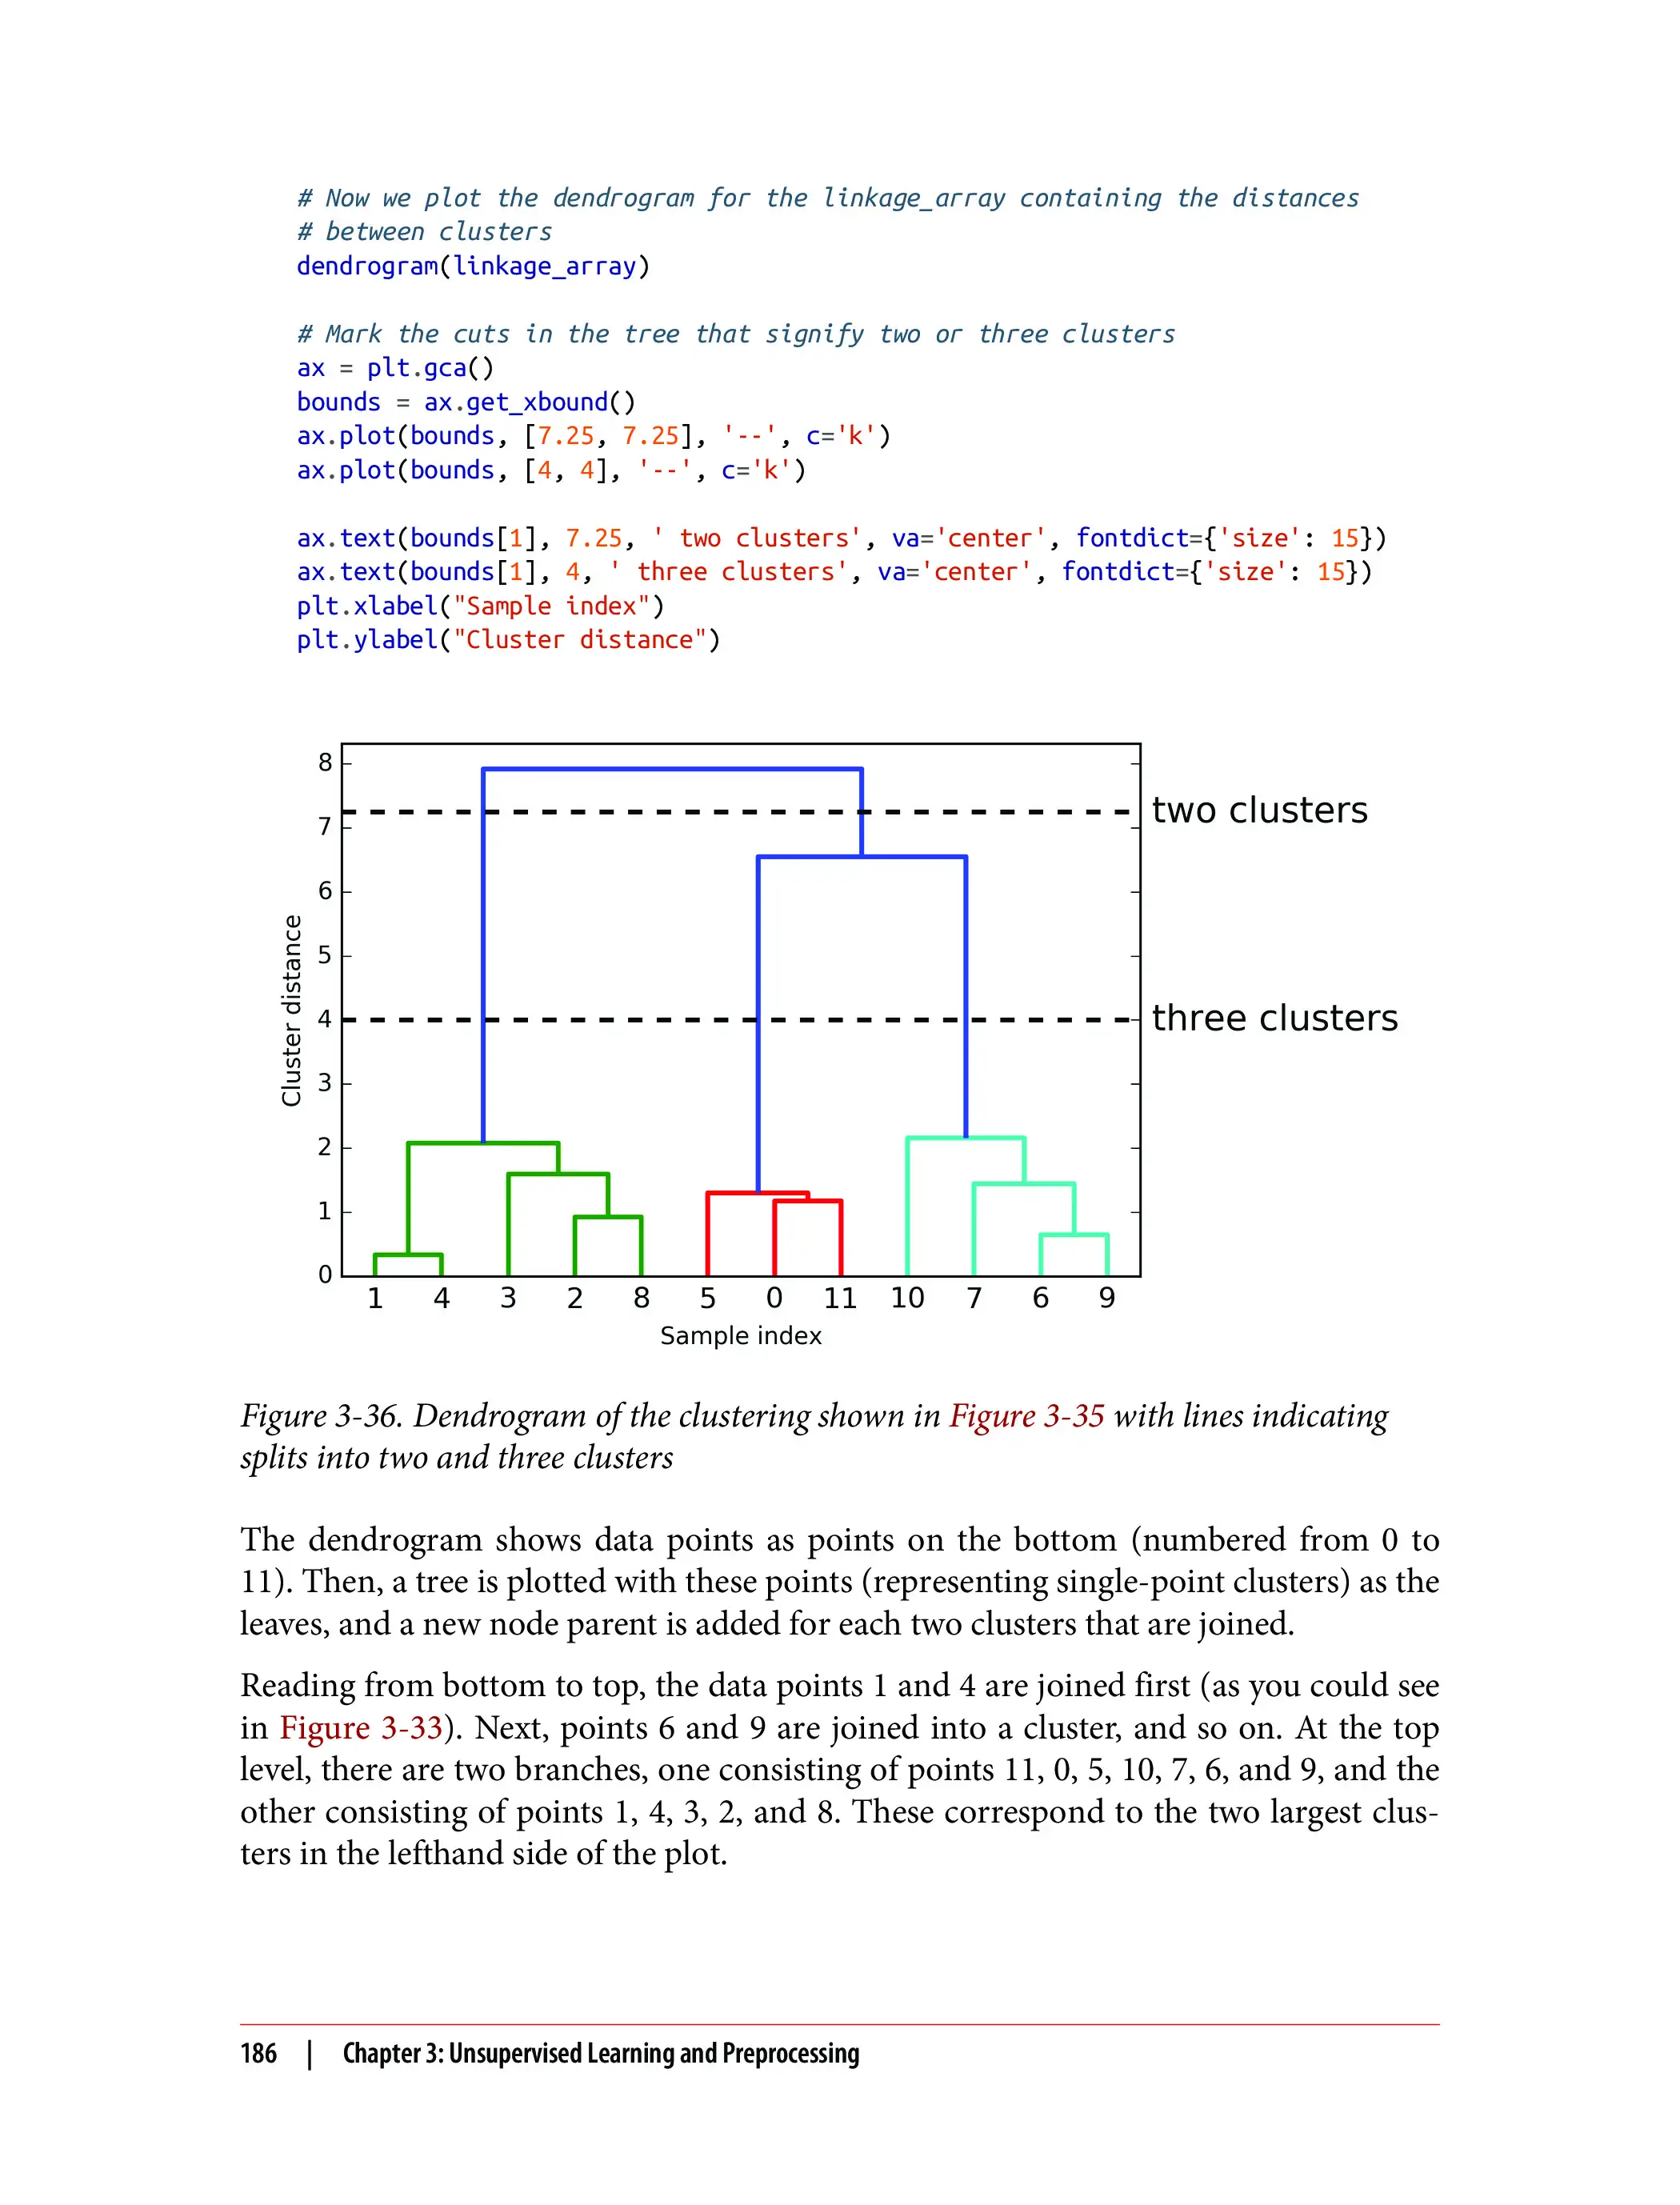 # Now we plot the dendrogram for the linkage_array containing the distances
# between clusters
dendrogram(linkage_array)
# Mark the cuts in the tree that signify two or three clusters
ax = plt.gca()
bounds = ax.get_xbound()
ax.plot(bounds, [7.25, 7.25], '--', c='k')
ax.plot(bounds, [4, 4], '--', c='k')
ax.text(bounds[1], 7.25, ' two clusters', va='center', fontdict={'size': 15})
ax.text(bounds[1], 4, ' three clusters', va='center', fontdict={'size': 15})
plt.xlabel("Sample index")
plt.ylabel("Cluster distance")
8
two clusters
7
6
5
Cluster distance
4
three clusters
3
2
1
0
1 4 3 2 8 5 0 11 10 7 6 9
Sample index
Figure 3-36. Dendrogram of the clustering shown in Figure 3-35 with lines indicating
splits into two and three clusters
The dendrogram shows data points as points on the bottom (numbered from 0 to
11). Then, a tree is plotted with these points (representing single-point clusters) as the
leaves, and a new node parent is added for each two clusters that are joined.
Reading from bottom to top, the data points 1 and 4 are joined first (as you could see
in Figure 3-33). Next, points 6 and 9 are joined into a cluster, and so on. At the top
level, there are two branches, one consisting of points 11, 0, 5, 10, 7, 6, and 9, and the
other consisting of points 1, 4, 3, 2, and 8. These correspond to the two largest clus-
ters in the lefthand side of the plot.
186 | Chapter 3: Unsupervised Learning and Preprocessing